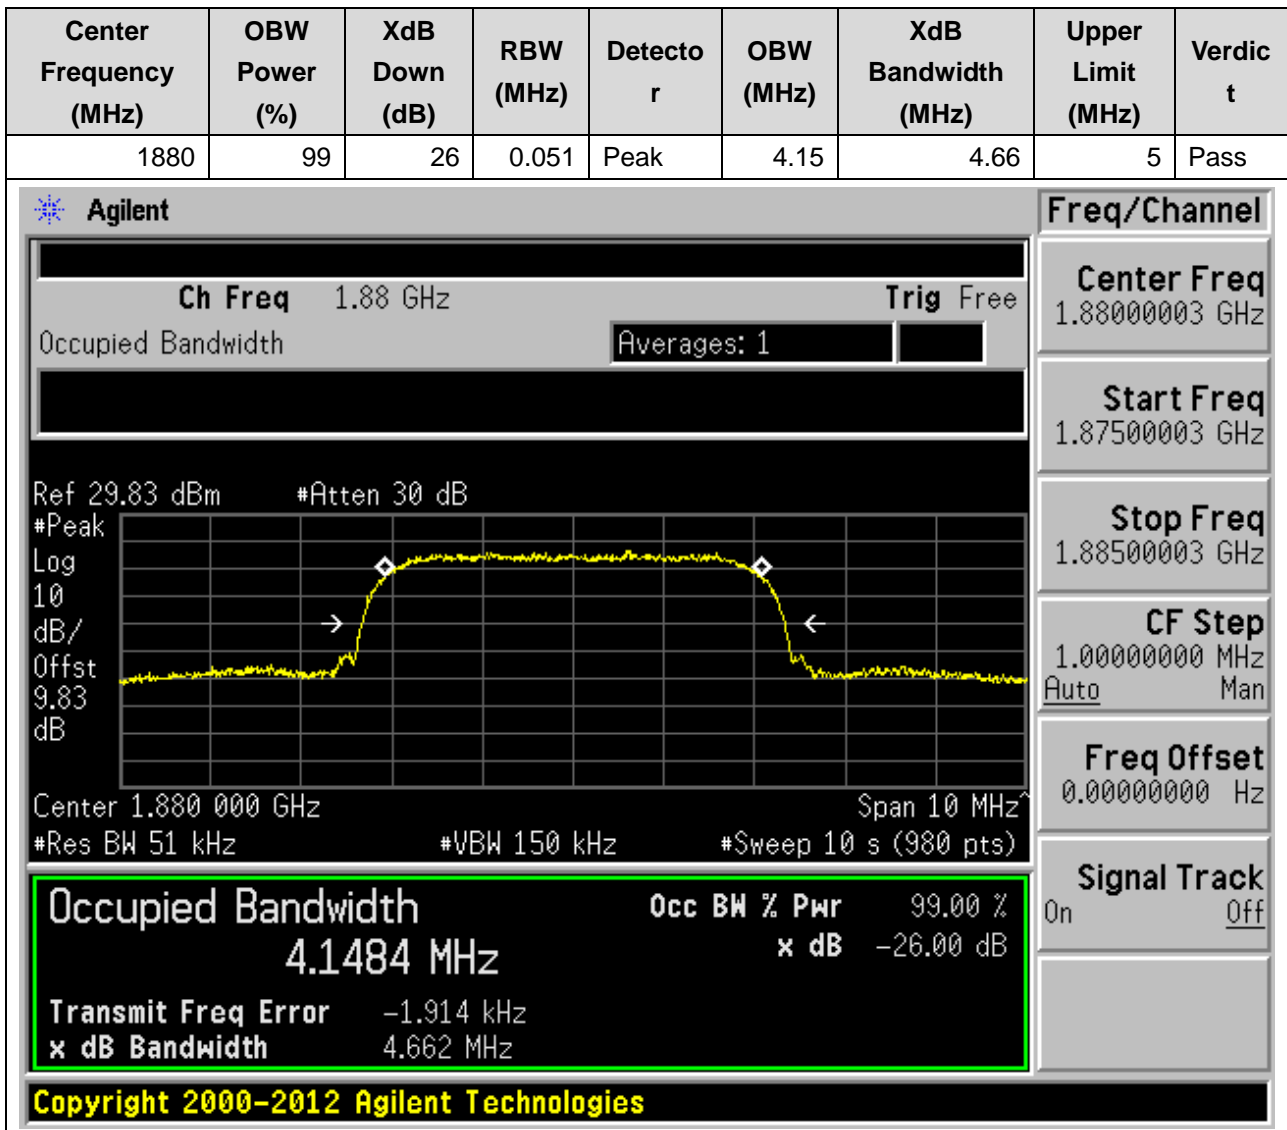 Center Frequency (MHz) OBW Power (%) XdB Down (dB) RBW (MHz) Detecto r OBW (MHz) XdB Bandwidth (MHz) Upper Limit (MHz) Verdic t
1880 99 26 0.051 Peak 4.15 4.66 5 Pass
Agilent
Freq/Channel
Ch Freq 1.88 GHz Trig Free
Occupied Bandwidth Averages: 1
Center Freq
1.88000003 GHz
Start Freq
1.87500003 GHz
Stop Freq
1.88500003 GHz
CF Step
1.00000000 MHz
Auto Man
Freq Offset
0.00000000 Hz
Signal Track
On Off
Ref 29.83 dBm #Atten 30 dB
#Peak
Log
10
dB/
Offst
9.83
dB
Center 1.880 000 GHz Span 10 MHz^
#Res BW 51 kHz #VBW 150 kHz #Sweep 10 s (980 pts)
Occupied Bandwidth Occ BW % Pwr 99.00 %
4.1484 MHz x dB -26.00 dB
Transmit Freq Error -1.914 kHz
x dB Bandwidth 4.662 MHz
Copyright 2000-2012 Agilent Technologies